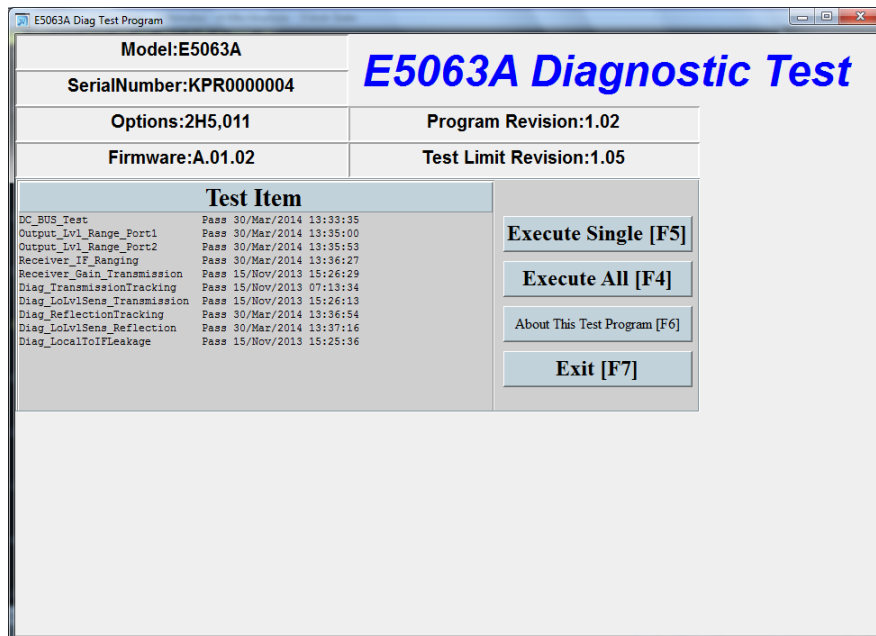 E5063A Diag Test Program
Model:E5063A
E5063A Diagnostic Test
SerialNumber:KPR0000004
Options:2H5,011
Program Revision:1.02
Firmware:A.01.02
Test Limit Revision:1.05
Test Item
DC_BUS_Test Pass 30/Mar/2014 13:33:35
Output_Lvl_Range_Port1 Pass 30/Mar/2014 13:35:00
Output_Lvl_Range_Port2 Pass 30/Mar/2014 13:35:53
Receiver_IF_Ranging Pass 30/Mar/2014 13:36:27
Receiver_Gain_Transmission Pass 15/Nov/2013 15:26:29
Diag_TransmissionTracking Pass 15/Nov/2013 07:13:34
Diag_LoLvlSens_Transmission Pass 15/Nov/2013 15:26:13
Diag_ReflectionTracking Pass 30/Mar/2014 13:36:54
Diag_LoLvlSens_Reflection Pass 30/Mar/2014 13:37:16
Diag_LocalToIFLeakage Pass 15/Nov/2013 15:25:36
Execute Single [F5]
Execute All [F4]
About This Test Program [F6]
Exit [F7]